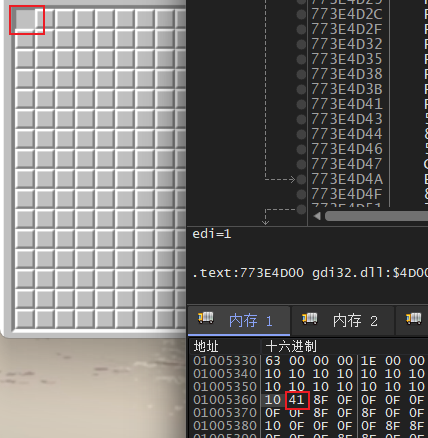 773E4D2C
773E4D2F
773E4D32
773E4D35
773E4D38
773E4D3B
773E4D41
773E4D43
773E4D44
773E4D46
773E4D47
773E4D4A
773E4D4F
edi=1
.text:773E4D00 gdi32.dll:$4D00
内存 1
内存 2
地址 十六进制
01005330 63 00 00 00 1E 00 00
01005340 10 10 10 10 10 10 10
01005350 10 10 10 10 10 10 10
01005360 10 41 8F 0F 0F 0F 0F
01005370 0F 0F 8F 0F 8F 0F 0F
01005380 10 0F 0F 0F 0F 8F 8F